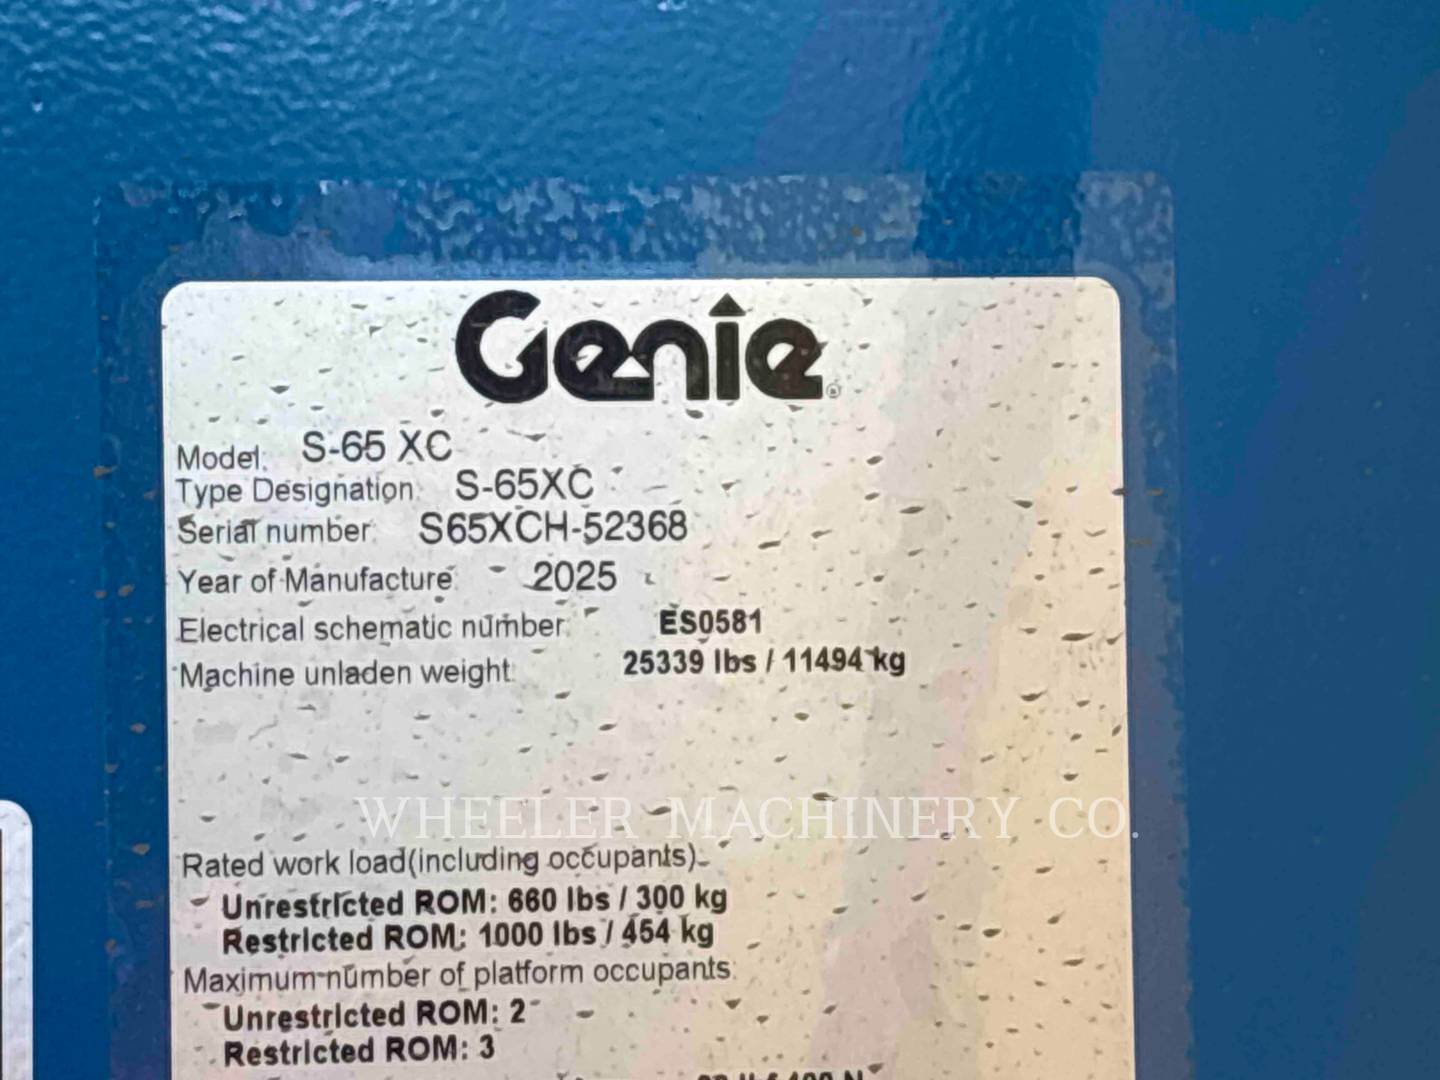 Genie®
Model: S-65 XC
Type Designation: S-65XC
Serial number: S65XCH-52368
Year of Manufacture: 2025
Electrical schematic number: ES0581
Machine unladen weight: 25339 lbs / 11494 kg
WHEELER MACHINERY CO.
Rated work load(including occupants):
Unrestricted ROM: 660 lbs / 300 kg
Restricted ROM: 1000 lbs / 454 kg
Maximum number of platform occupants:
Unrestricted ROM: 2
Restricted ROM: 3